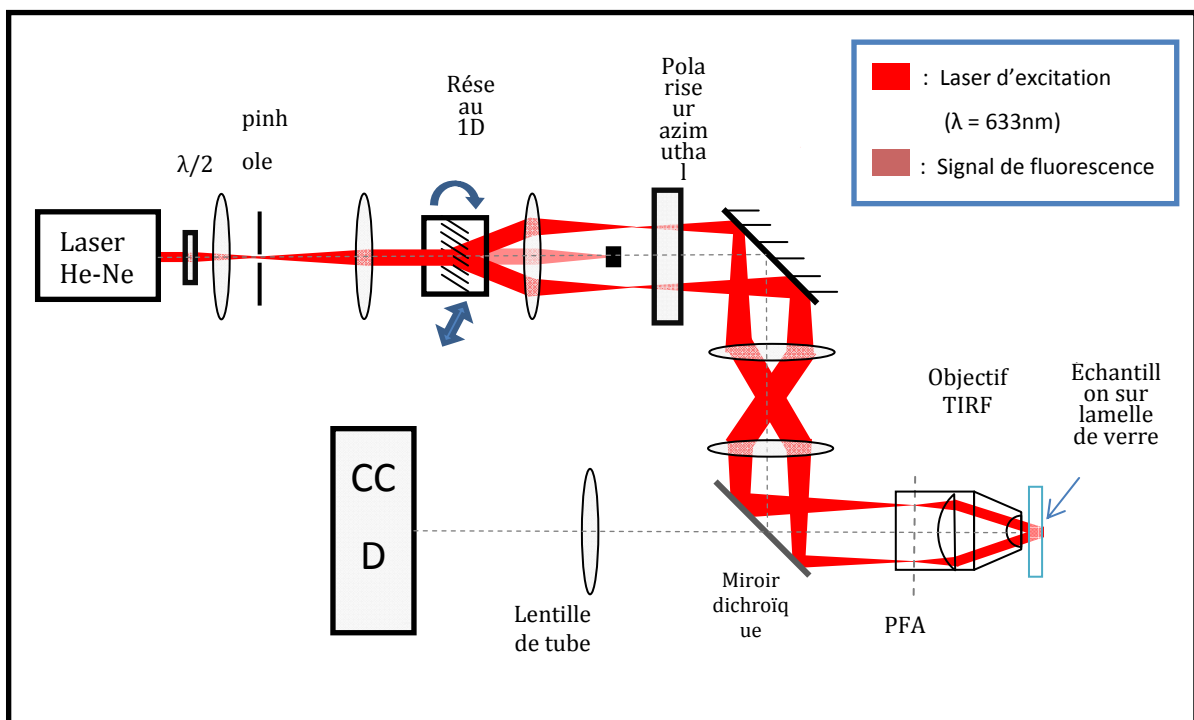 λ/2
pinh
ole
Rése
au
1D
Pola
rise
ur
azim
utha
l
: Laser d’excitation
(λ = 633nm)
: Signal de fluorescence
Laser
He-Ne
Objectif
TIRF
Echantill
on sur
lamelle
de verre
CC
D
Lentille
de tube
Miroir
dichroïq
ue
PFA